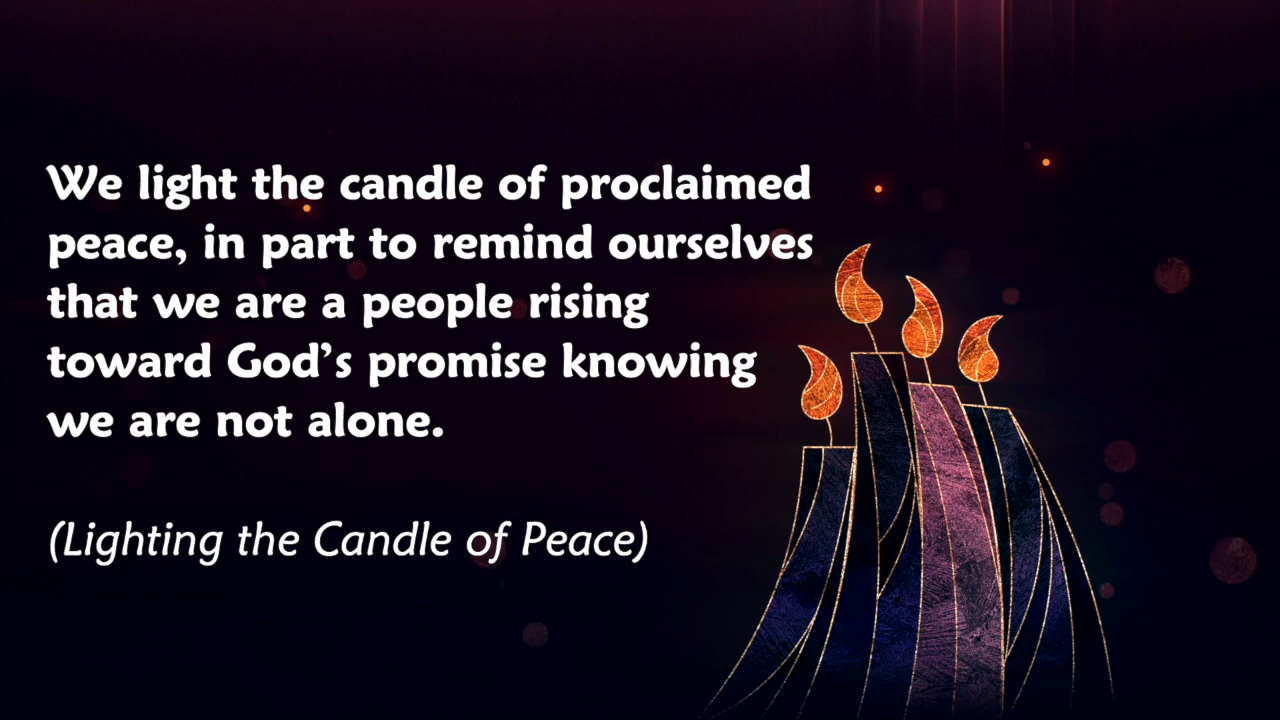 We light the candle of proclaimed
peace, in part to remind ourselves
that we are a people rising
toward God’s promise knowing
we are not alone.
(Lighting the Candle of Peace)